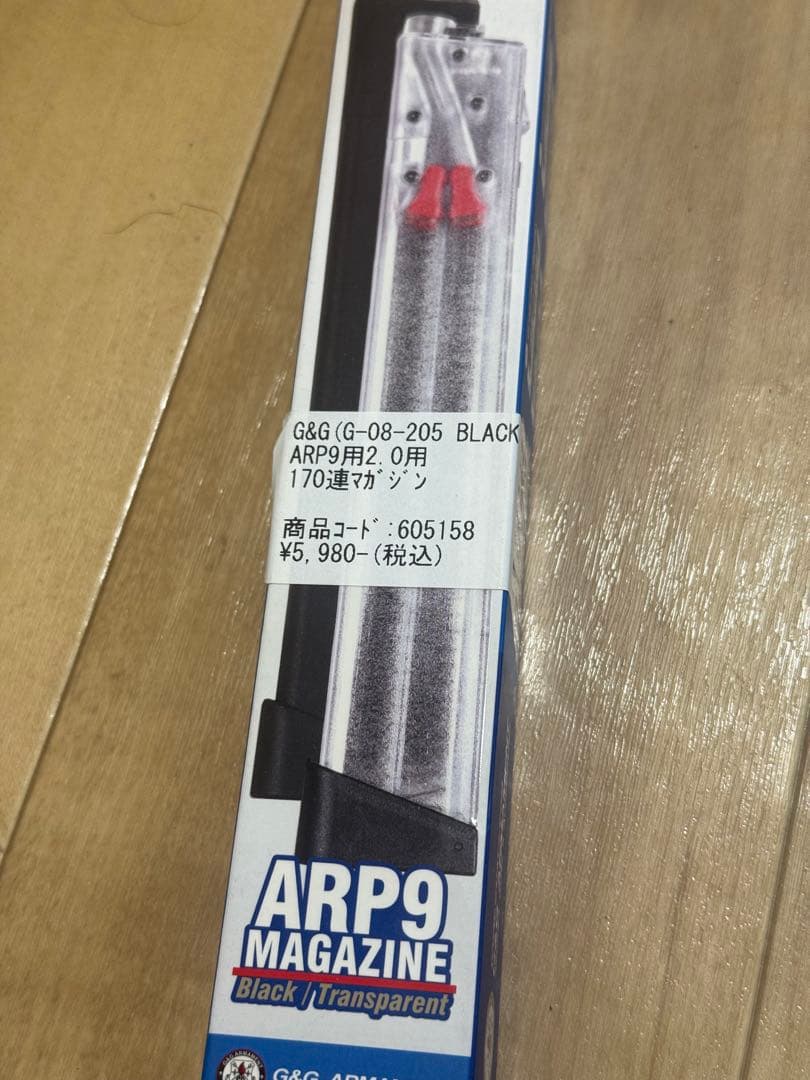 G&G(G-08-205 BLACK
ARP9用2.0用
170連ﾏｶﾞｼﾞﾝ
商品ｺｰﾄﾞ:605158
¥5,980-(税込)
ARP9
MAGAZINE
Black / Transparent
G&G